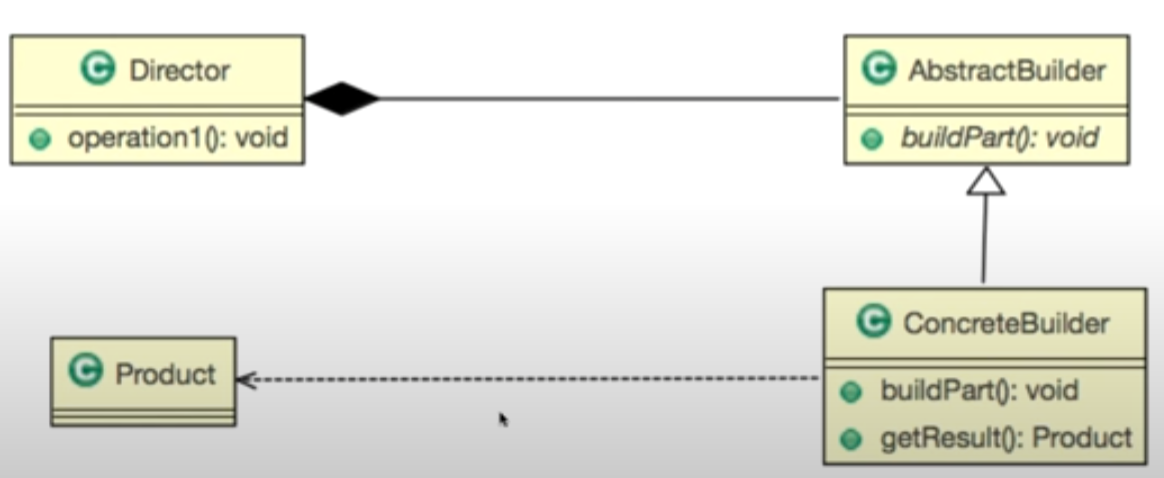 C Director
operation1(): void
C AbstractBuilder
buildPart(): void
C Product
C ConcreteBuilder
buildPart(): void
getResult(): Product